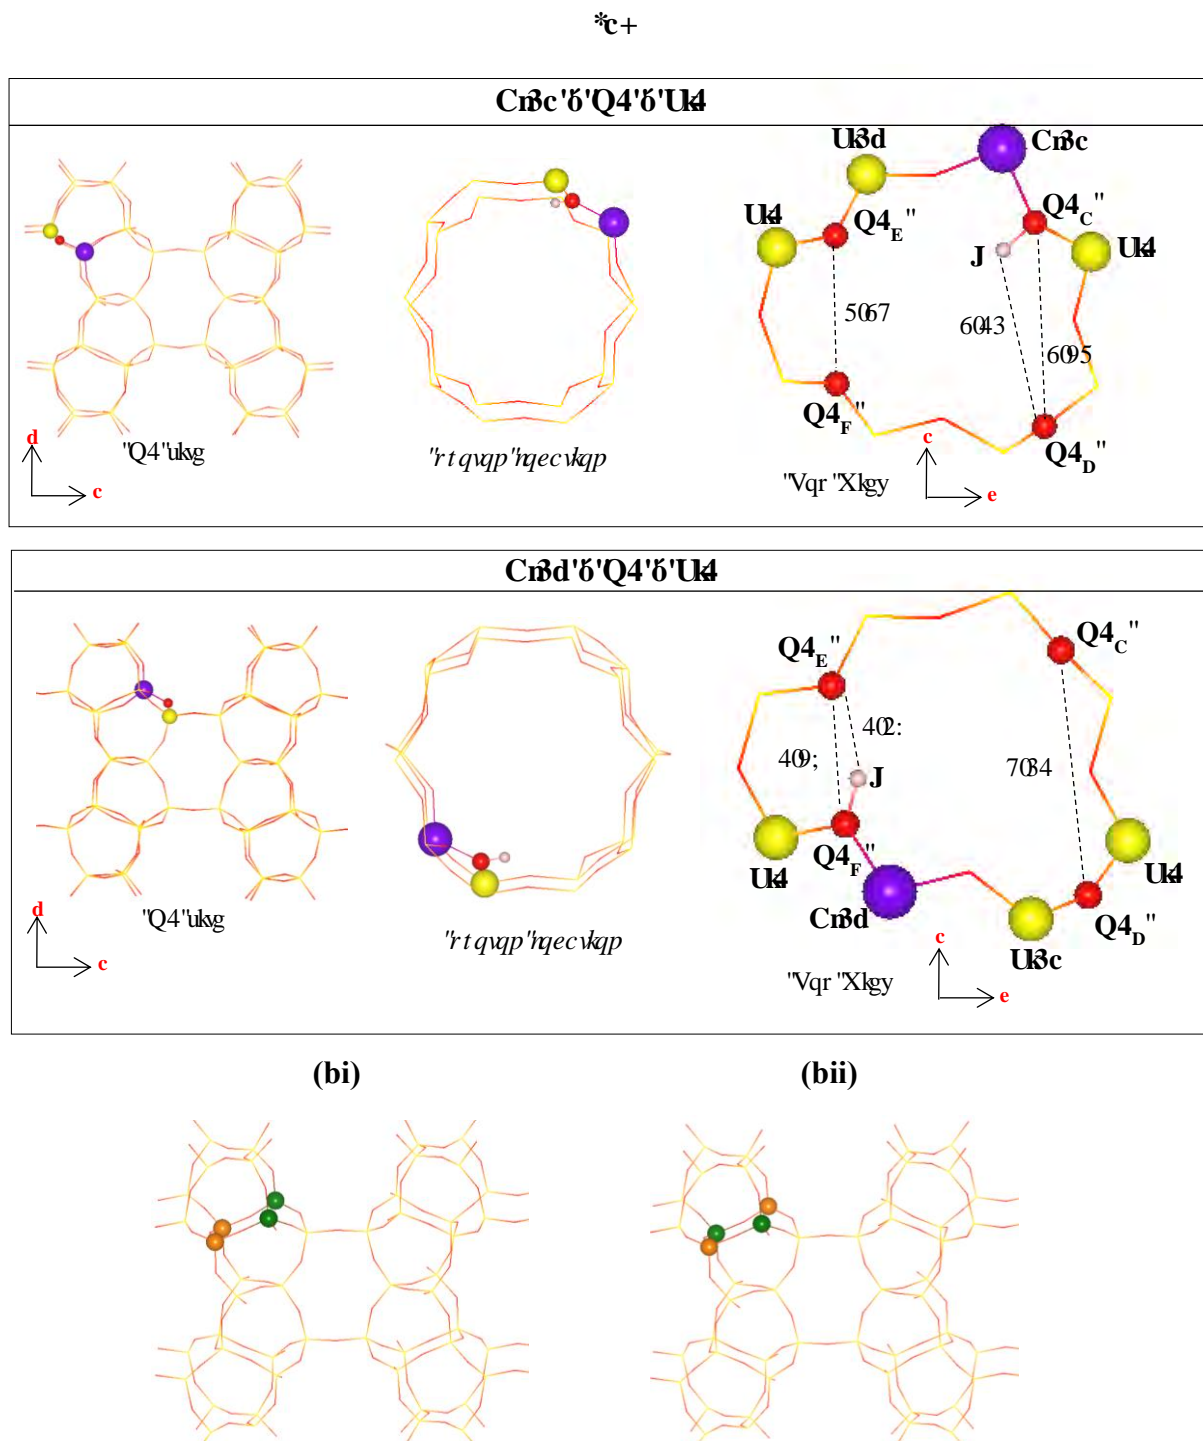 *c+
Cn3c'ó'Q4'ó'Uk4
Uk3d
Cn3c
Uk4
Q4E"
Q4C"
J
Uk4
5067
6043
6095
Q4F"
Q4D"
d
c
"Q4"ukvg
"rtqvqp"nqecvkqp
"Vqr"Xkgy
c
e
Cn3d'ó'Q4'ó'Uk4
Q4E"
Q4C"
402:
409;
J
7034
Uk4
Q4F"
Uk4
Cn3d
Q4D"
Uk3c
d
c
"Q4"ukvg
"rtqvqp"nqecvkqp
"Vqr"Xkgy
c
e
(bi) (bii)